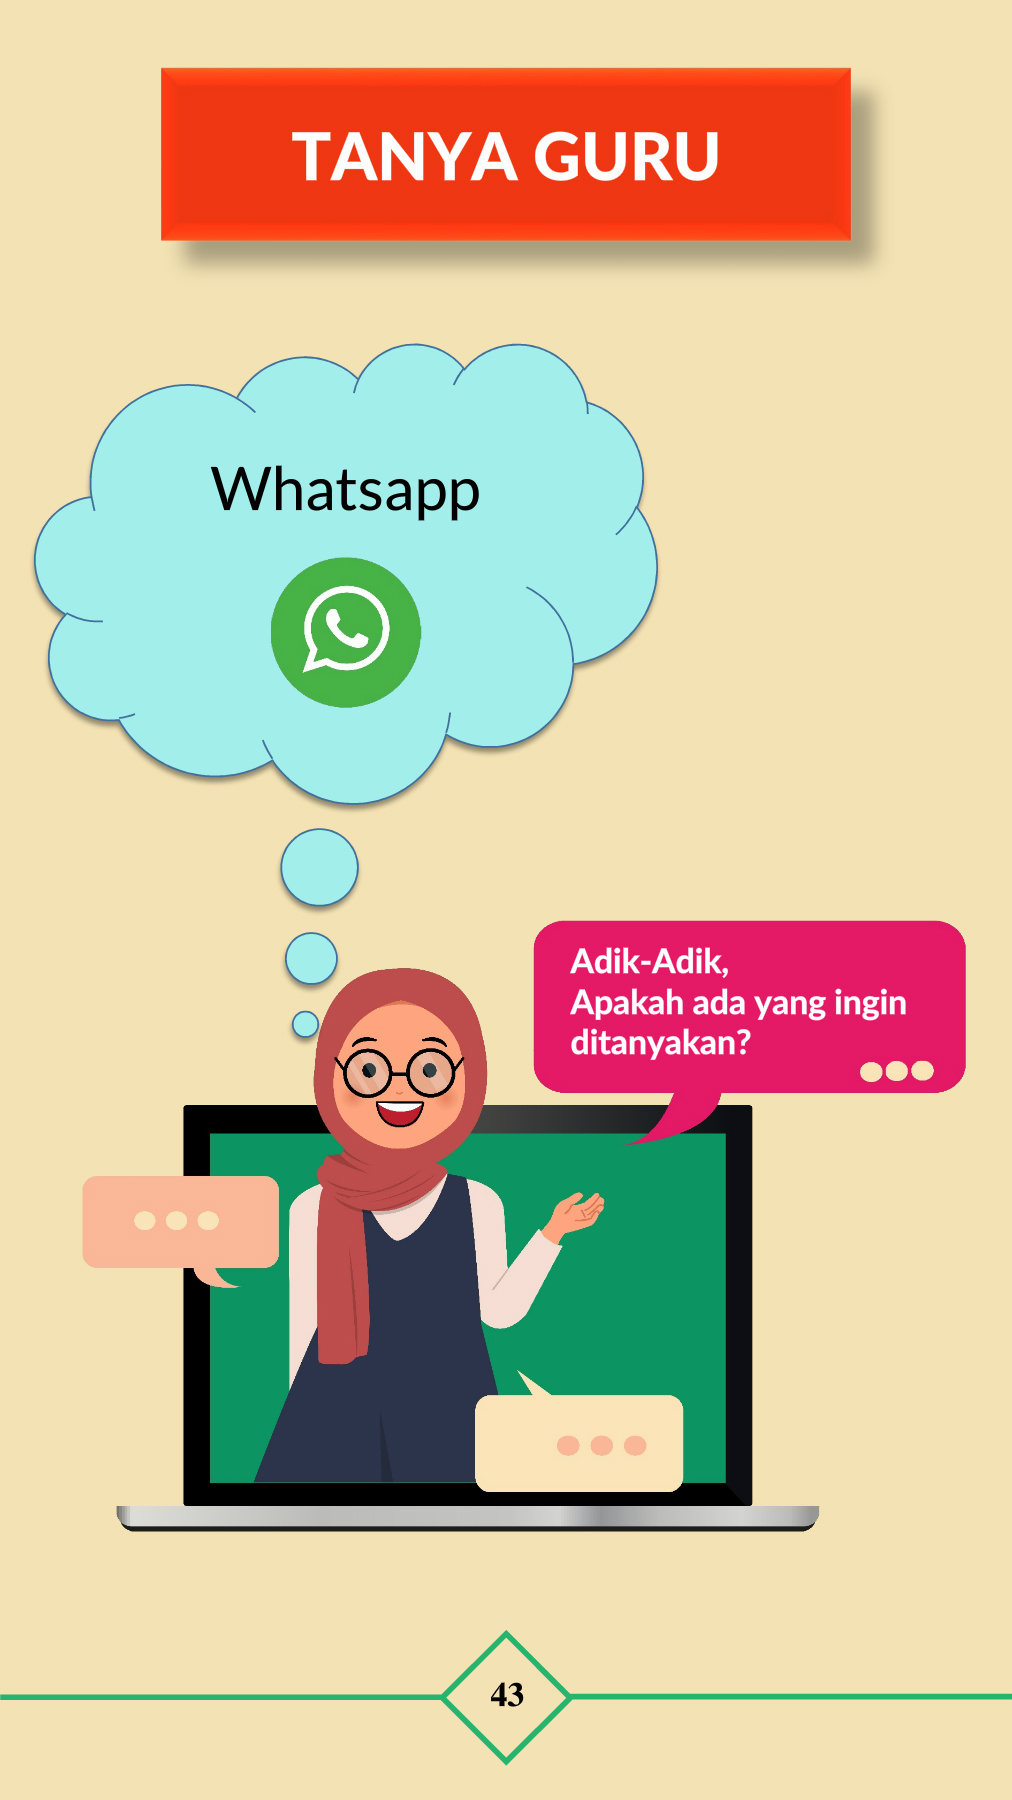 TANYA GURU
Whatsapp
Adik-Adik,
Apakah ada yang ingin
ditanyakan?
43